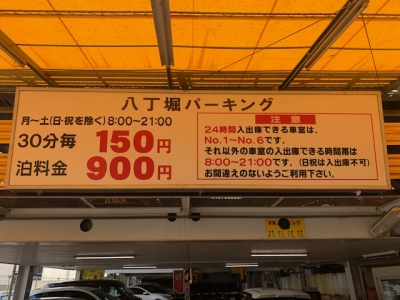 八丁堀パーキング
月~土(日・祝を除く)8:00~21:00
30分毎 150円
泊料金 900円
注意
24時間入出庫できる車室は、
No.1~No.6です。
それ以外の車室の入出庫できる時間帯は
8:00~21:00です。(日祝は入出庫不可)
お間違えのないようご利用下さい。